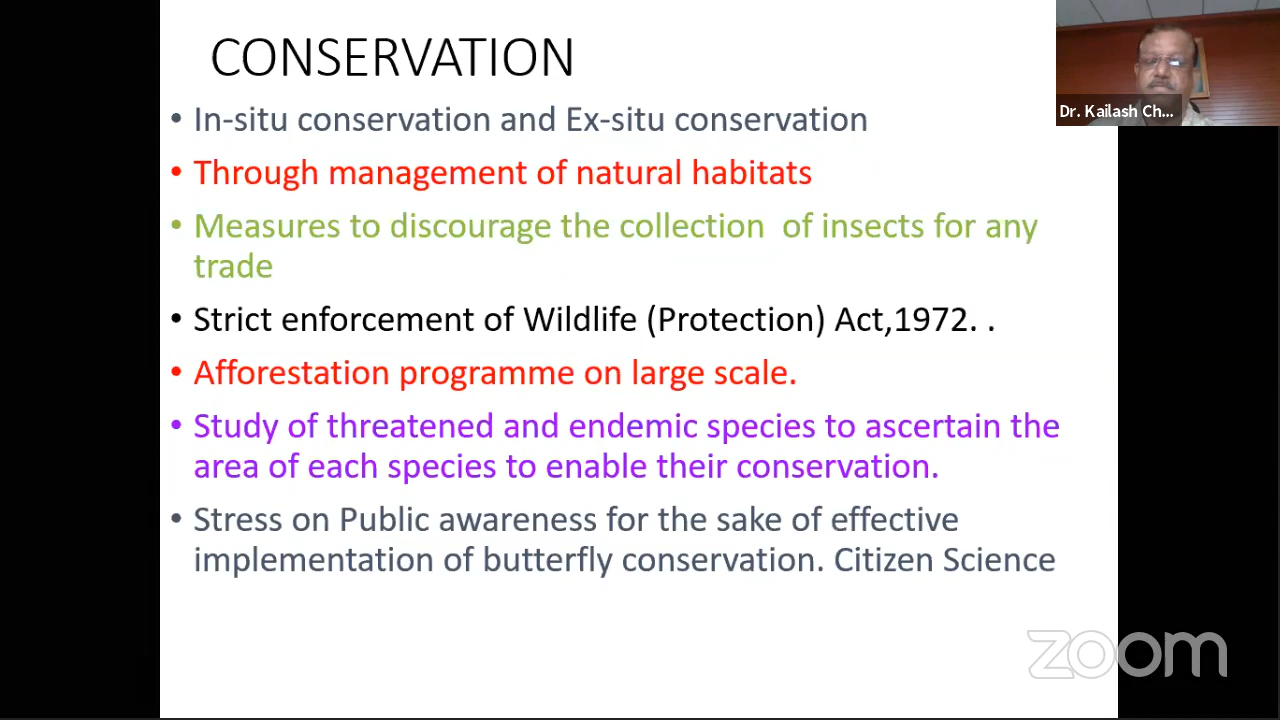 CONSERVATION
Dr. Kailash Ch...
• In-situ conservation and Ex-situ conservation
• Through management of natural habitats
• Measures to discourage the collection  of insects for any
trade
• Strict enforcement of Wildlife (Protection) Act,1972. .
• Afforestation programme on large scale.
• Study of threatened and endemic species to ascertain the
area of each species to enable their conservation.
• Stress on Public awareness for the sake of effective
implementation of butterfly conservation. Citizen Science
zoom